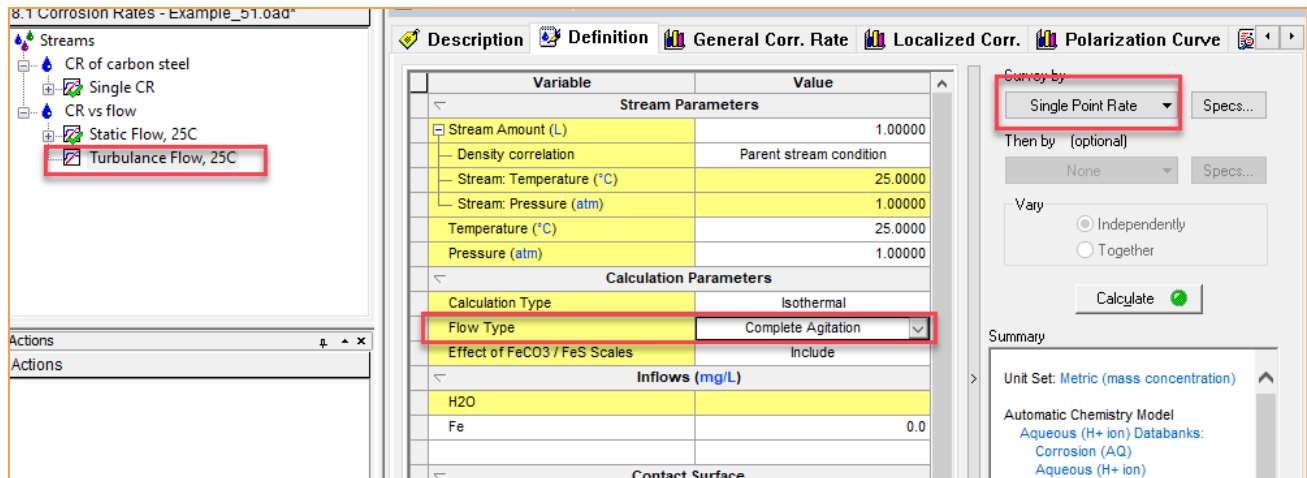 8.1 Corrosion Rates - Example_51.oad*
Streams
CR of carbon steel
Single CR
CR vs flow
Static Flow, 25C
Turbulance Flow, 25C
Actions
Actions
Description Definition General Corr. Rate Localized Corr. Polarization Curve
Variable Value
Stream Parameters
Stream Amount (L) 1.00000
Density correlation Parent stream condition
Stream: Temperature (°C) 25.0000
Stream: Pressure (atm) 1.00000
Temperature (°C) 25.0000
Pressure (atm) 1.00000
Calculation Parameters
Calculation Type Isothermal
Flow Type Complete Agitation
Effect of FeCO3 / FeS Scales Include
Inflows (mg/L)
H2O
Fe 0.0
Contact Surface
Survey by
Single Point Rate Specs...
Then by (optional)
None Specs...
Vary
Independently
Together
Calculate
Summary
Unit Set: Metric (mass concentration)
Automatic Chemistry Model
Aqueous (H+ ion) Databanks:
Corrosion (AQ)
Aqueous (H+ ion)